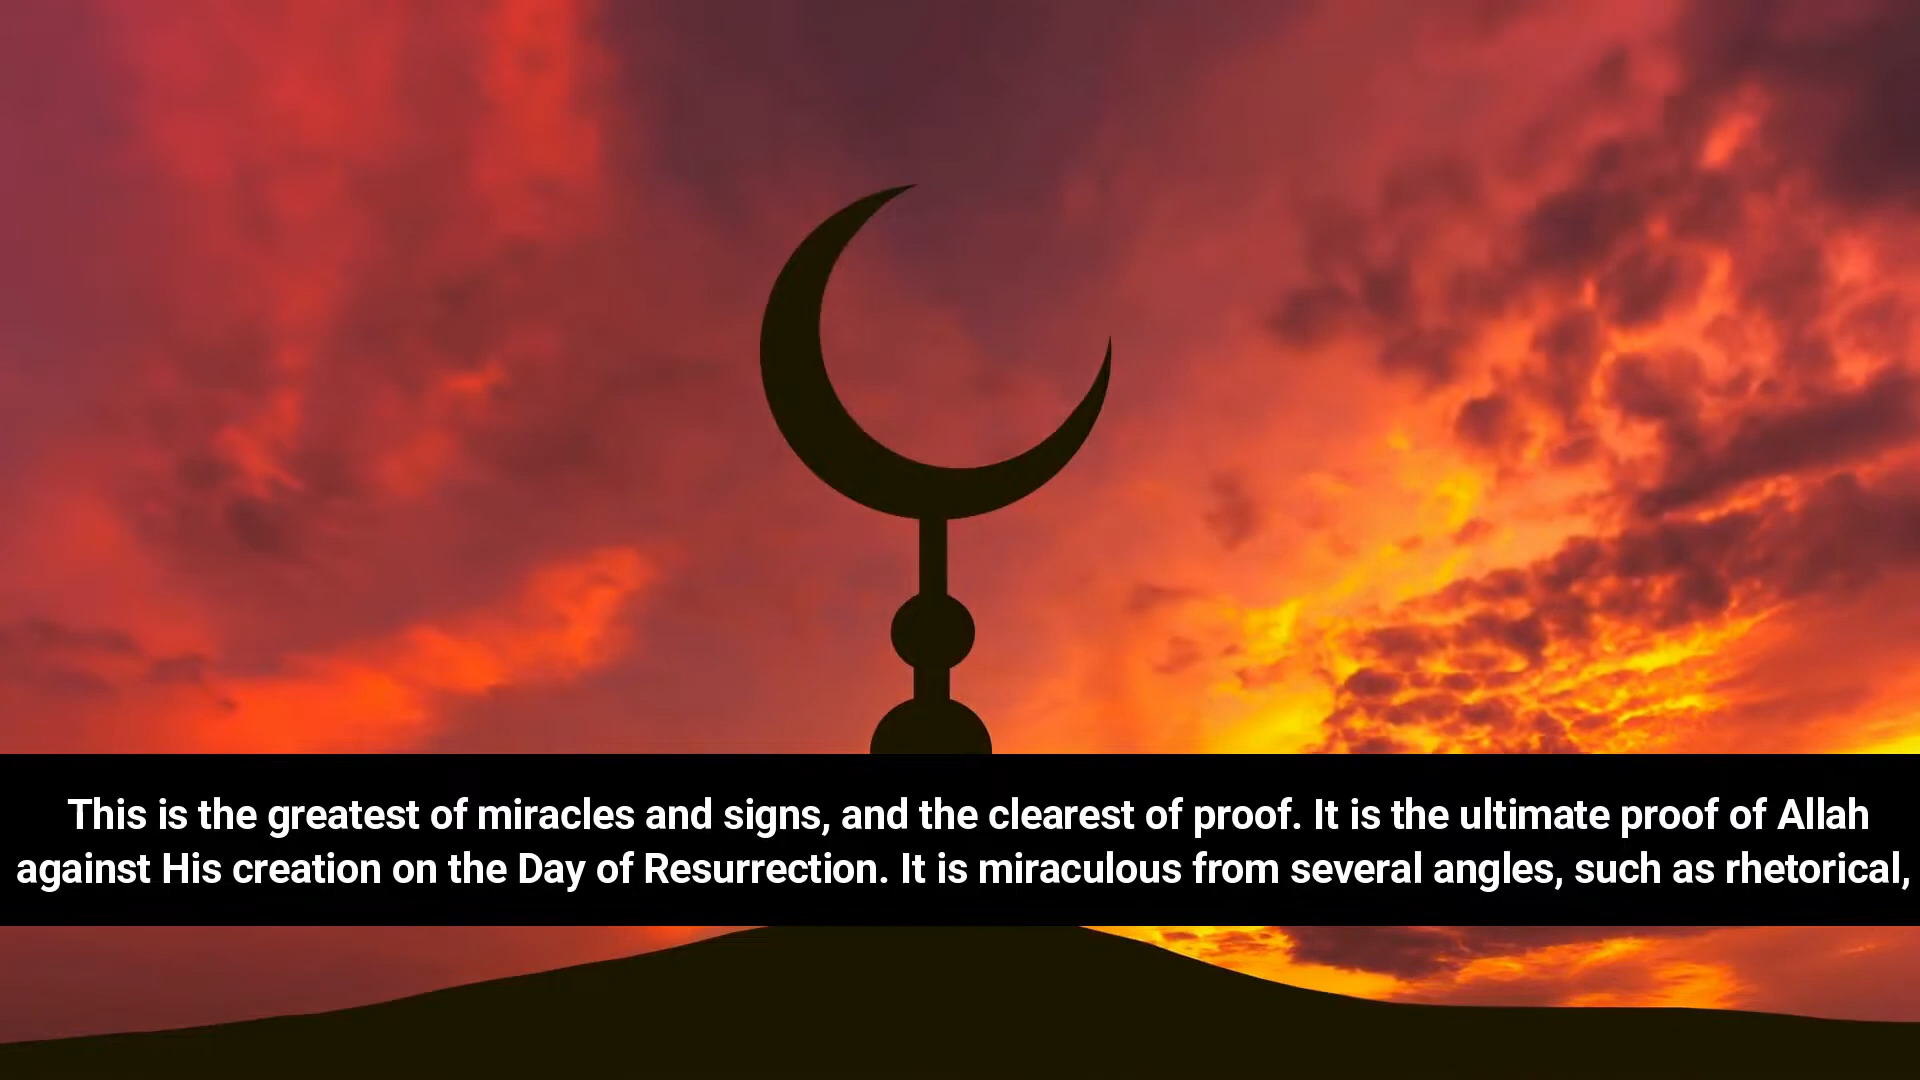 This is the greatest of miracles and signs, and the clearest of proof. It is the ultimate proof of Allah
against His creation on the Day of Resurrection. It is miraculous from several angles, such as rhetorical,